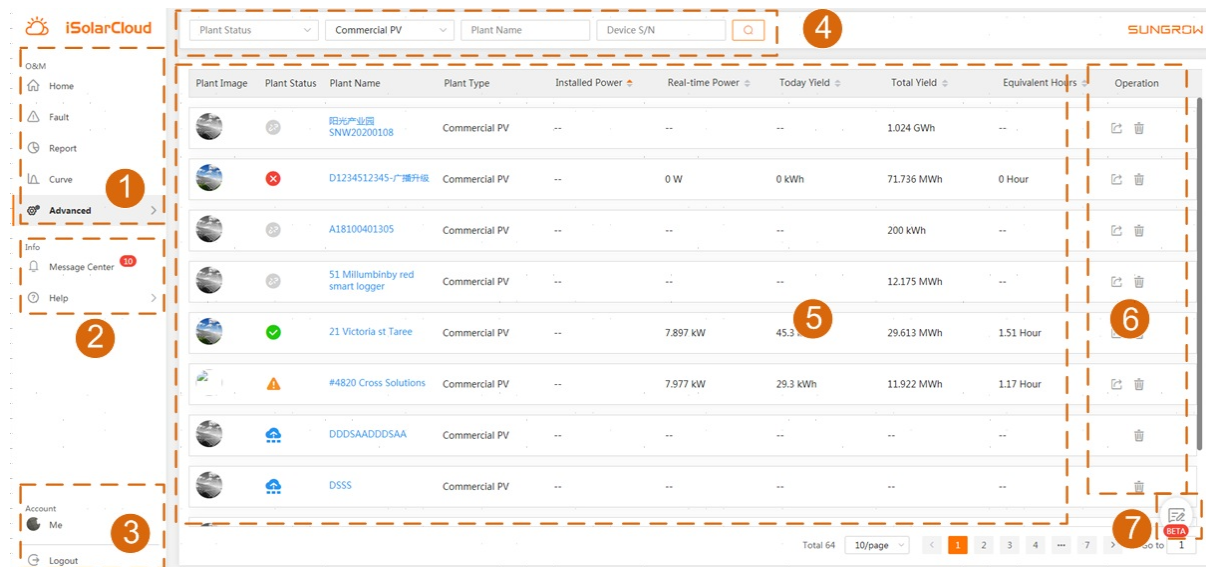 iSolarCloud
Plant Status
Commercial PV
Plant Name
Device S/N
4
SUNGROW
O&M
Home
Fault
Report
Curve
1
Advanced
Info
Message Center 10
Help
2
Account
Me
3
Logout
Plant Image Plant Status Plant Name Plant Type Installed Power Real-time Power Today Yield Total Yield Equivalent Hours Operation
阳光产业园
SNW20200108 Commercial PV -- -- -- 1.024 GWh --
D1234512345-广播升级 Commercial PV -- 0 W 0 kWh 71.736 MWh 0 Hour
A18100401305 Commercial PV -- -- -- 200 kWh --
51 Millumbinby red
smart logger Commercial PV -- -- -- 12.175 MWh --
5
6
21 Victoria st Taree Commercial PV -- 7.897 kW 45.3 29.613 MWh 1.51 Hour
#4820 Cross Solutions Commercial PV -- 7.977 kW 29.3 kWh 11.922 MWh 1.17 Hour
DDDSAADDDSAA Commercial PV -- -- -- -- --
DSSS Commercial PV -- -- -- -- --
7
BETA
Total 64 10/page < 1 2 3 4 ••• 7 > to 1